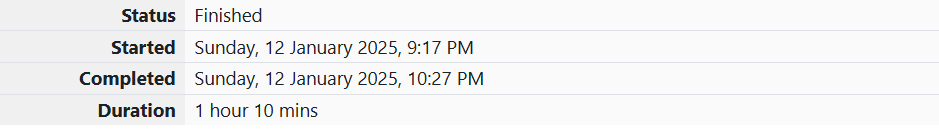 Status Finished
Started Sunday, 12 January 2025, 9:17 PM
Completed Sunday, 12 January 2025, 10:27 PM
Duration 1 hour 10 mins